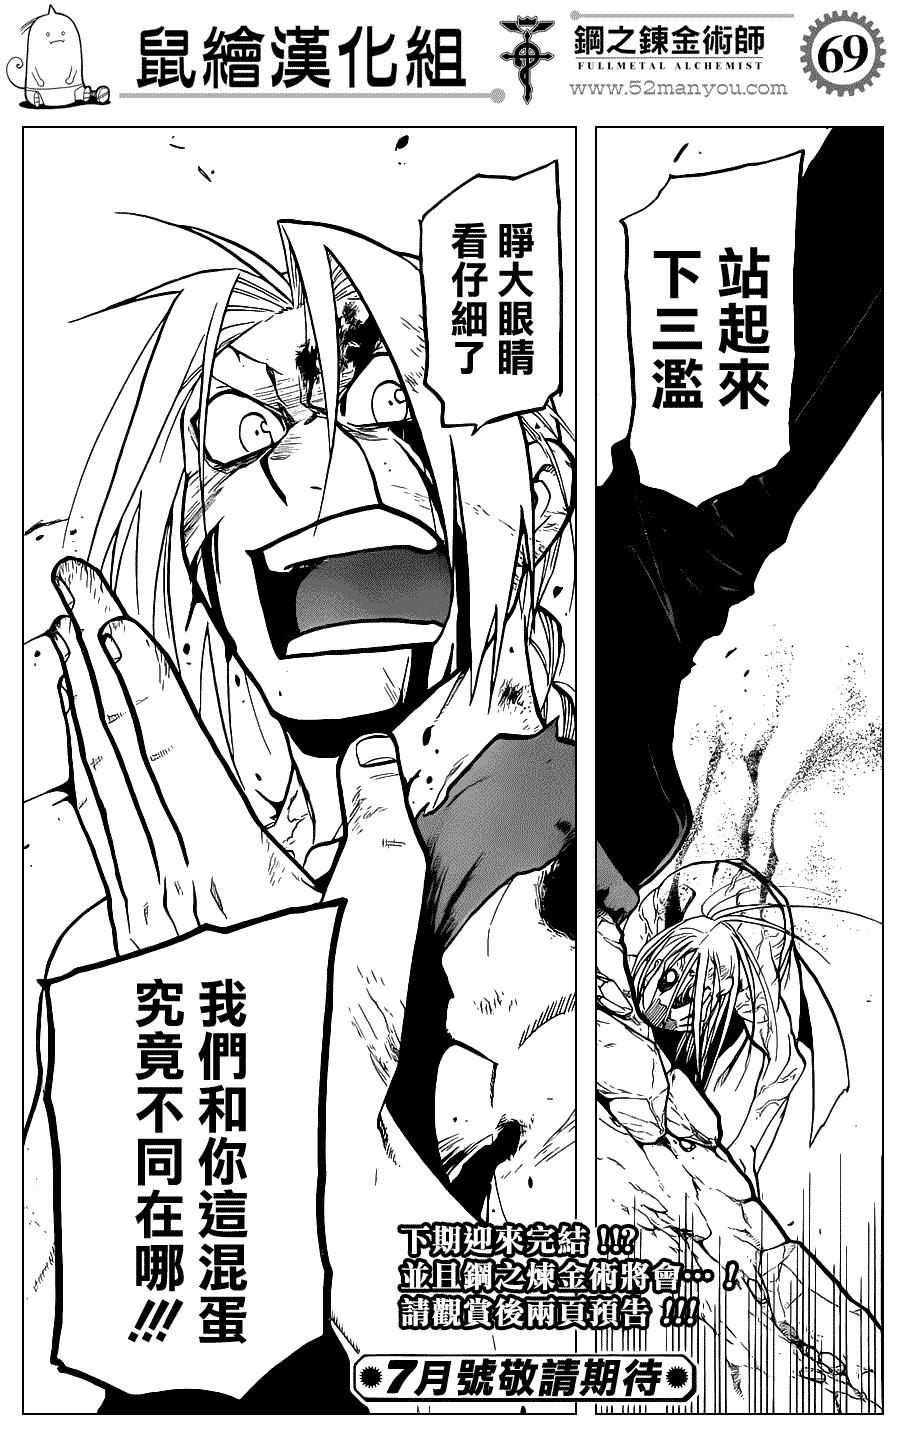 鼠繪漢化組
鋼之鍊金術師
FULLMETAL ALCHEMIST
www.52manyou.com
69
站起來
下三濫
睜大眼睛
看仔細了
我們和你這混蛋
究竟不同在哪!!!
下期迎來完結!!?
並且鋼之煉金術將會…!
請觀賞後兩頁預告!!!
7月號敬請期待